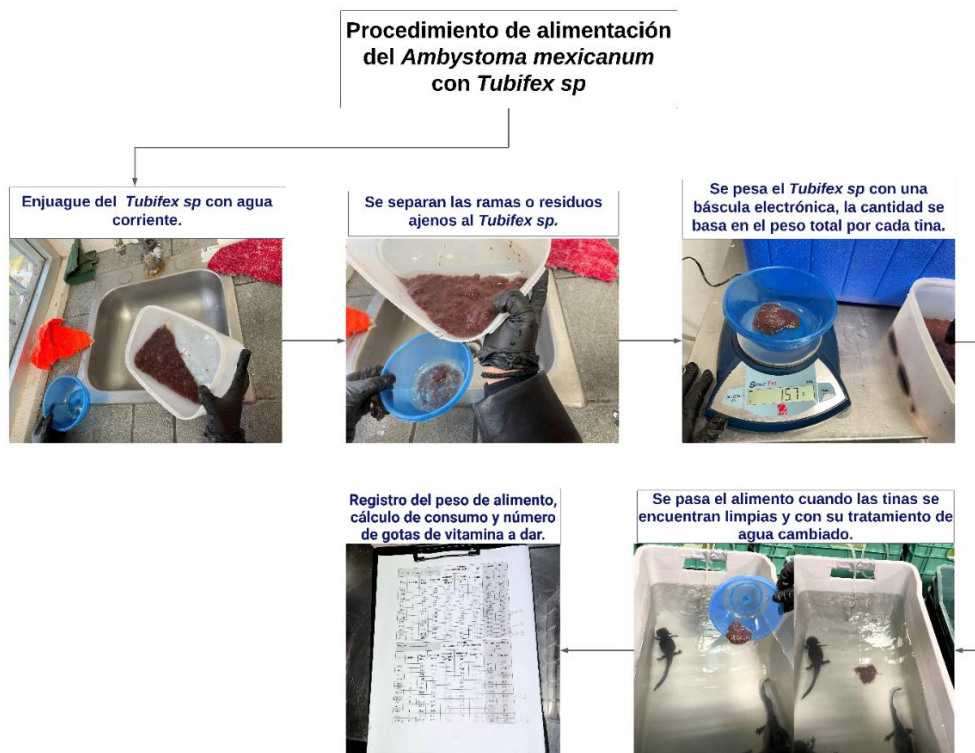 Procedimiento de alimentación
del Ambystoma mexicanum
con Tubifex sp
Enjuague del Tubifex sp con agua
corriente.
Se separan las ramas o residuos
ajenos al Tubifex sp.
Se pesa el Tubifex sp con una
báscula electrónica, la cantidad se
basa en el peso total por cada tina.
15.7
Se pasa el alimento cuando las tinas se
encuentran limpias y con su tratamiento de
agua cambiado.
Registro del peso de alimento,
cálculo de consumo y número
de gotas de vitamina a dar.